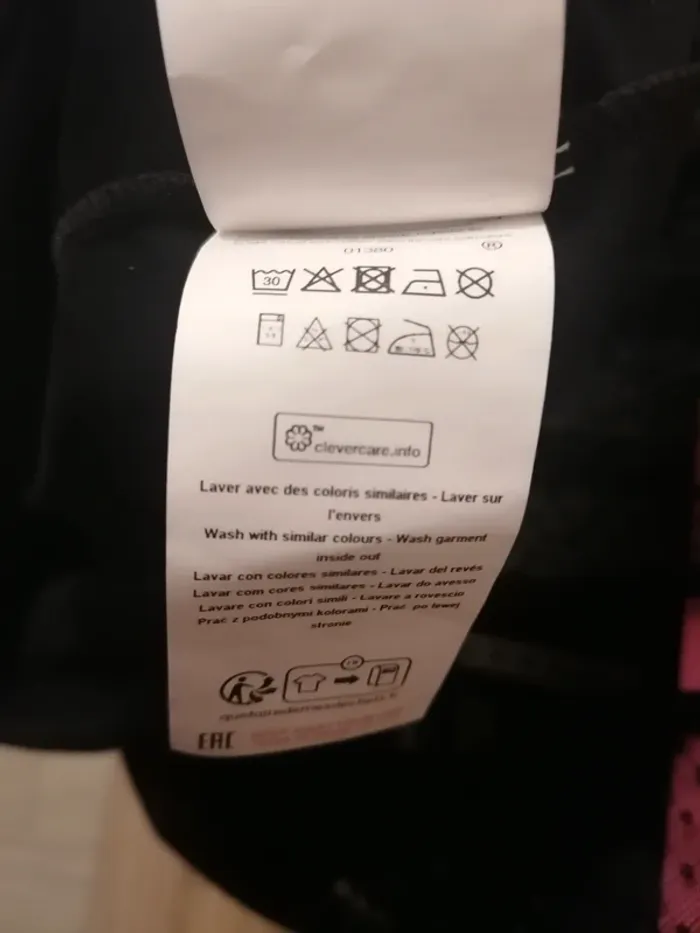 01380
®
30
™
clevercare.info
Laver avec des coloris similaires - Laver sur
l'envers
Wash with similar colours - Wash garment
inside out
Lavar con colores similares - Lavar del revés
Lavar com cores similares - Lavar do avesso
Lavare con colori simili - Lavare a rovescio
Prać z podobnymi kolorami - Prać po lewej
stronie
EAC